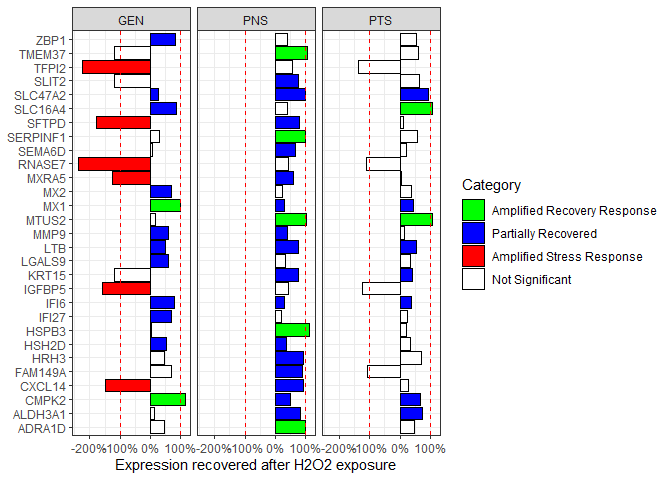 GEN PNS PTS
ZBP1
TMEM37
TFPI2
SLIT2
SLC47A2
SLC16A4
SFTPD
SERPINF1
SEMA6D
RNASE7
MXRA5
MX2
MX1
MTUS2
MMP9
LTB
LGALS9
KRT15
IGFBP5
IFI6
IFI27
HSPB3
HSH2D
HRH3
FAM149A
CXCL14
CMPK2
ALDH3A1
ADRA1D
-200% -100% 0% 100% -200% -100% 0% 100% -200% -100% 0% 100%
Expression recovered after H2O2 exposure
Category
Amplified Recovery Response
Partially Recovered
Amplified Stress Response
Not Significant